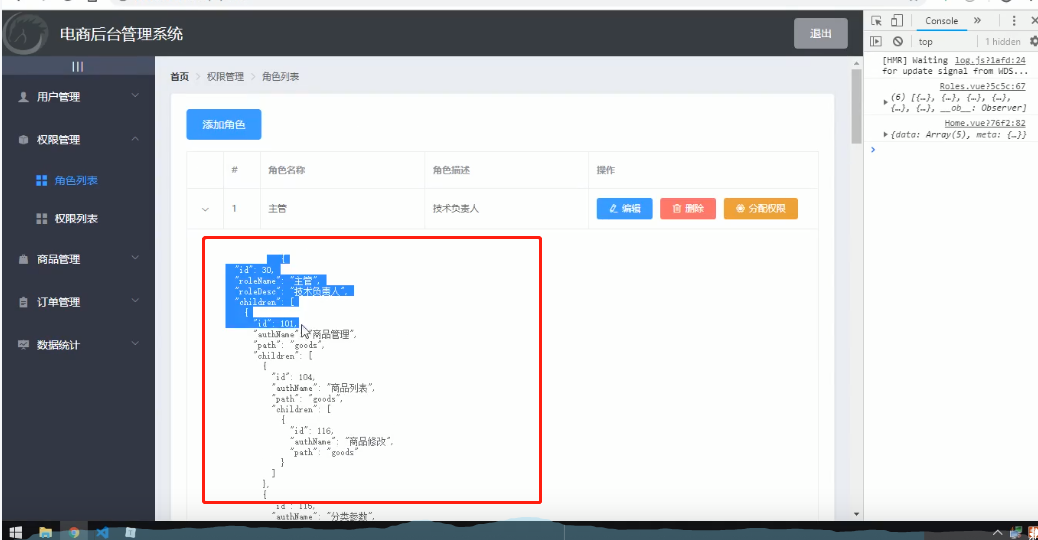 电商后台管理系统
退出
Console
top
1 hidden
[HMR] Waiting log.js?1afd:24
for update signal from WDS...
Roles.vue?5c5c:67
(6) [{…}, {…}, {…}, {…},
{…}, {…}, __ob__: Observer]
Home.vue?76f2:82
{data: Array(5), meta: {…}}
用户管理
权限管理
角色列表
权限列表
商品管理
订单管理
数据统计
首页 > 权限管理 > 角色列表
添加角色
# 角色名称 角色描述 操作
1 主管 技术负责人 编辑 删除 分配权限
{
"id": 30,
"roleName": "主管",
"roleDesc": "技术负责人",
"children": [
{
"id": 101,
"authName": "商品管理",
"path": "goods",
"children": [
{
"id": 104,
"authName": "商品列表",
"path": "goods",
"children": [
{
"id": 116,
"authName": "商品修改",
"path": "goods"
}
]
},
{
"id": 115,
"authName": "分类参数",